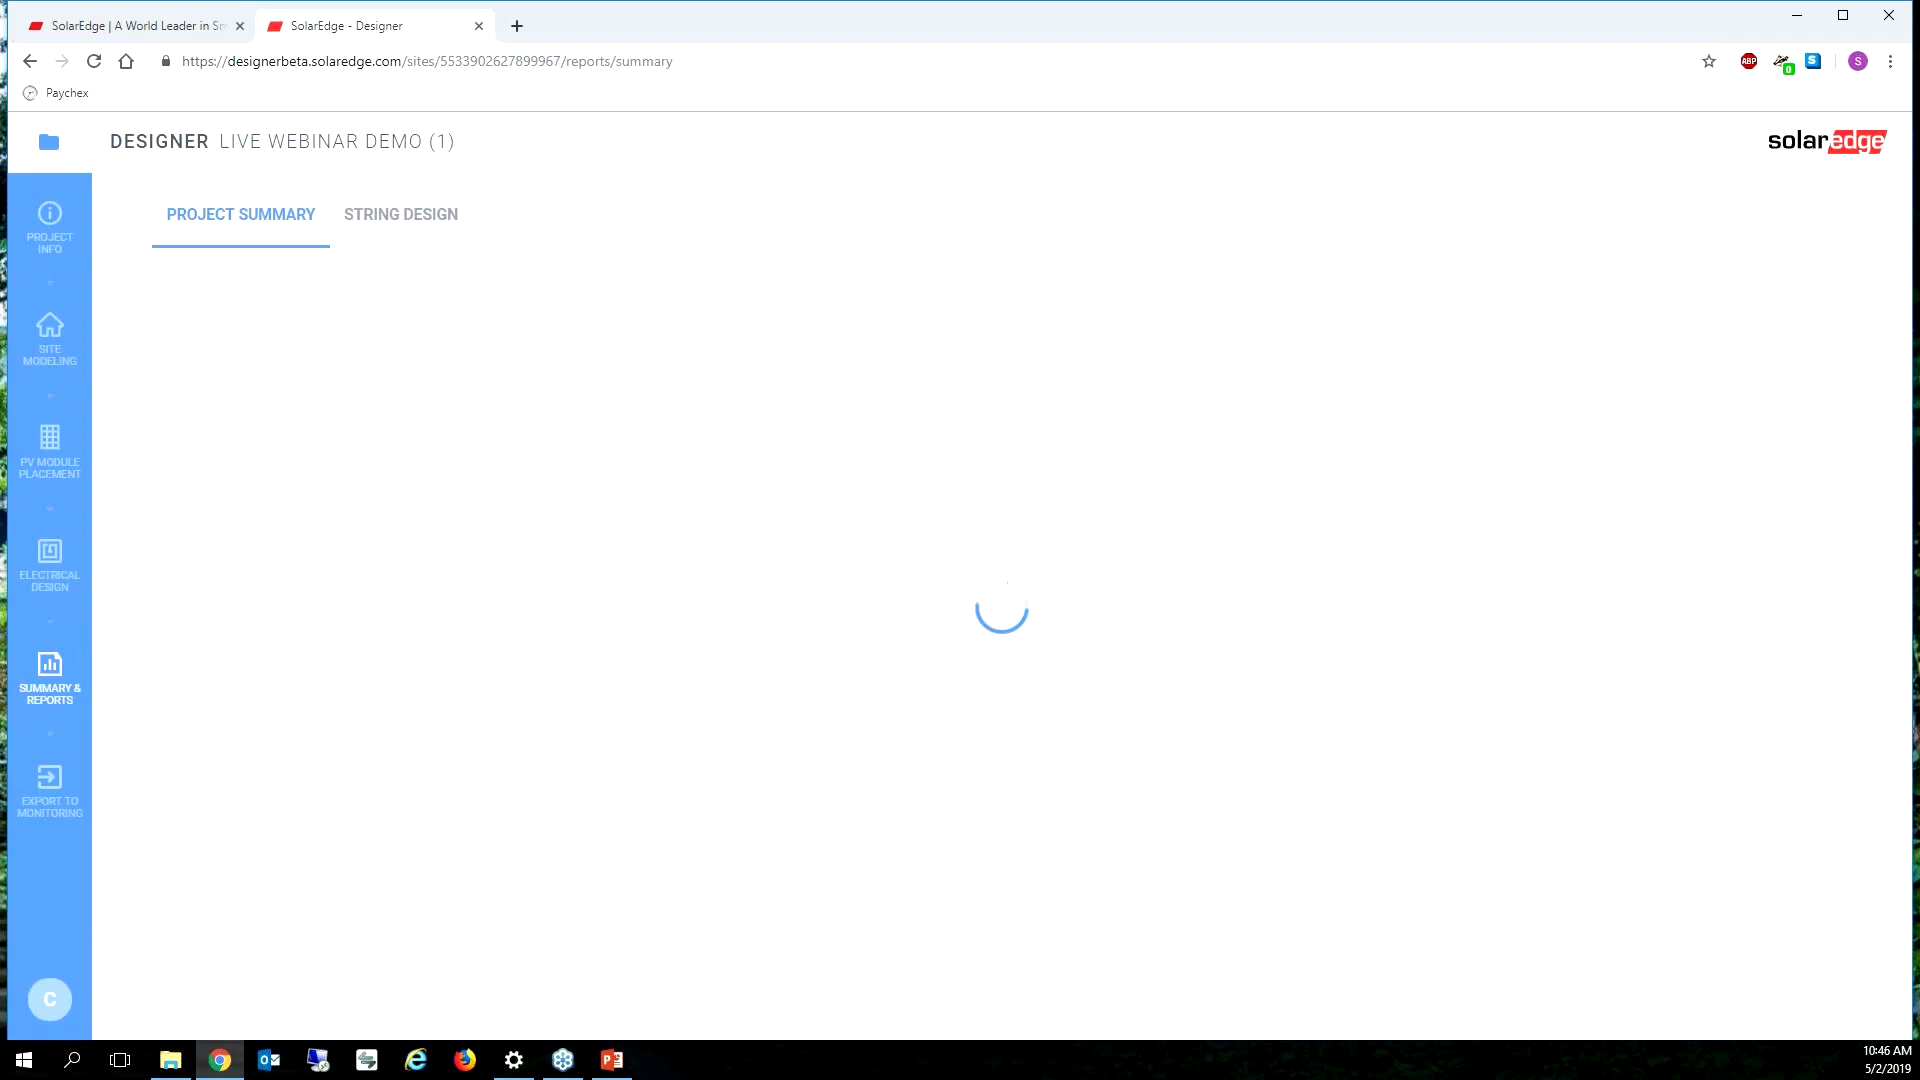 SolarEdge | A World Leader in Sm
SolarEdge - Designer
https://designerbeta.solaredge.com/sites/5533902627899967/reports/summary
ABP
0
S
S
Paychex
DESIGNER LIVE WEBINAR DEMO (1)
solaredge
PROJECT SUMMARY
STRING DESIGN
PROJECT
INFO
SITE
MODELING
PV MODULE
PLACEMENT
ELECTRICAL
DESIGN
SUMMARY &
REPORTS
EXPORT TO
MONITORING
C
10:46 AM
5/2/2019